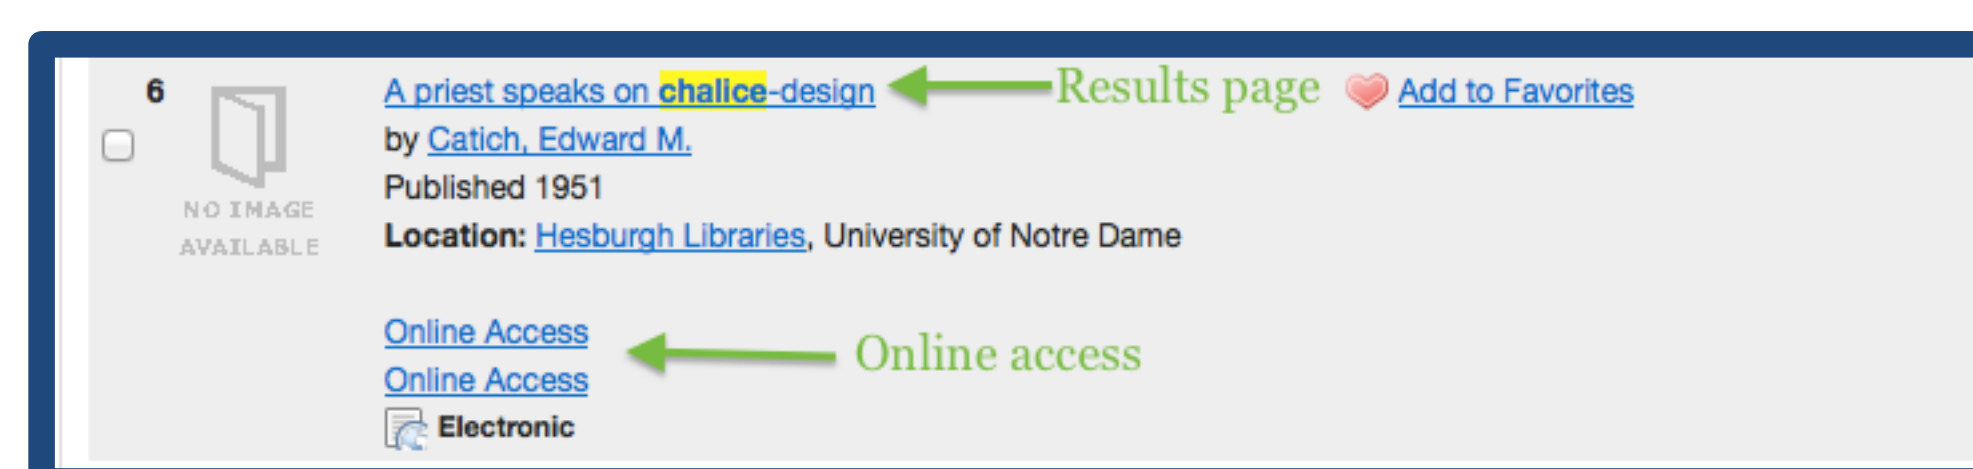 6
A priest speaks on chalice-design
Results page
Add to Favorites
by Catich, Edward M.
Published 1951
NO IMAGE
AVAILABLE
Location: Hesburgh Libraries, University of Notre Dame
Online Access
Online access
Online Access
Electronic